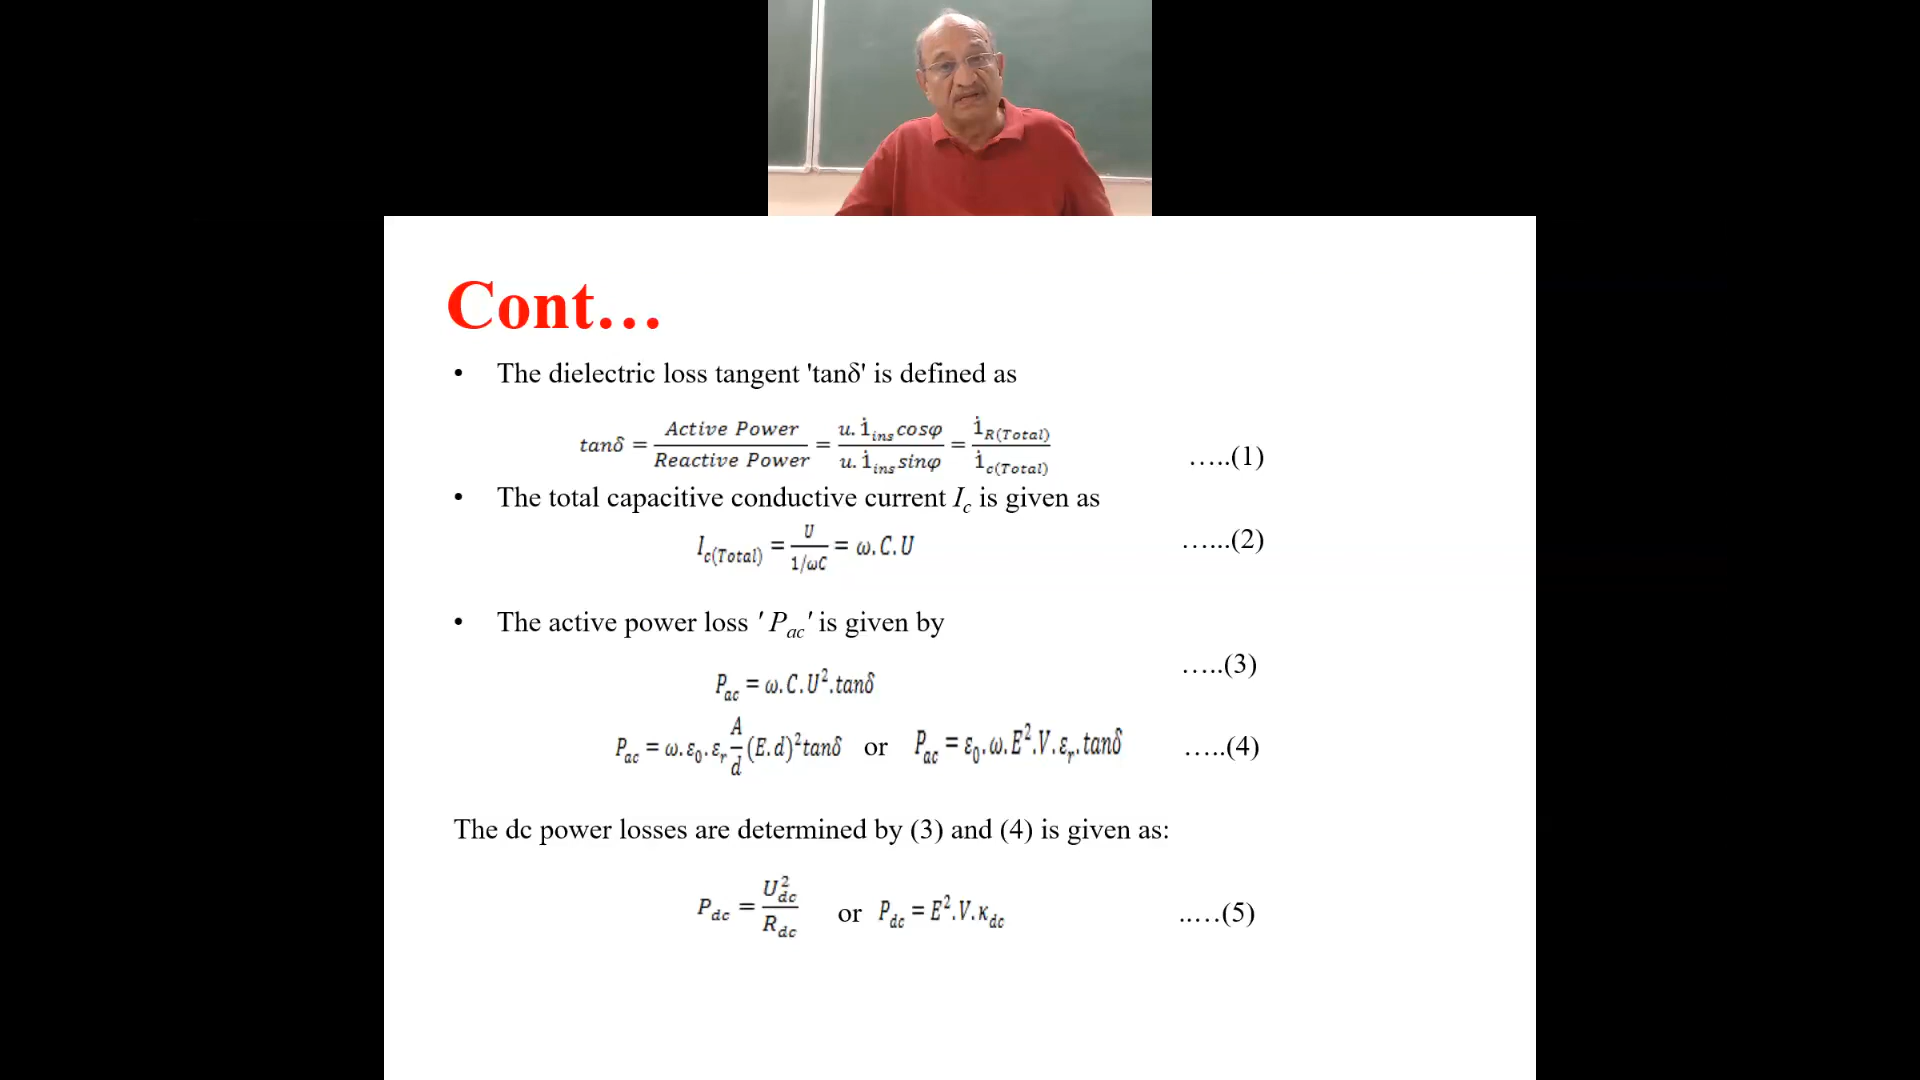 Cont…
• The dielectric loss tangent 'tanδ' is defined as
tanδ = Active Power / Reactive Power = u.i_ins cosφ / u.i_ins sinφ = i_R(Total) / i_c(Total) …..(1)
• The total capacitive conductive current I_c is given as
I_c(Total) = U / 1/ωC = ω.C.U …...(2)
• The active power loss 'P_ac' is given by
…..(3)
P_ac = ω.C.U².tanδ
P_ac = ω.ε₀.ε_r A/d (E.d)² tanδ or P_ac = ε₀.ω.E².V.ε_r.tanδ …..(4)
The dc power losses are determined by (3) and (4) is given as:
P_dc = U²_dc / R_dc or P_dc = E².V.κ_dc ..…(5)